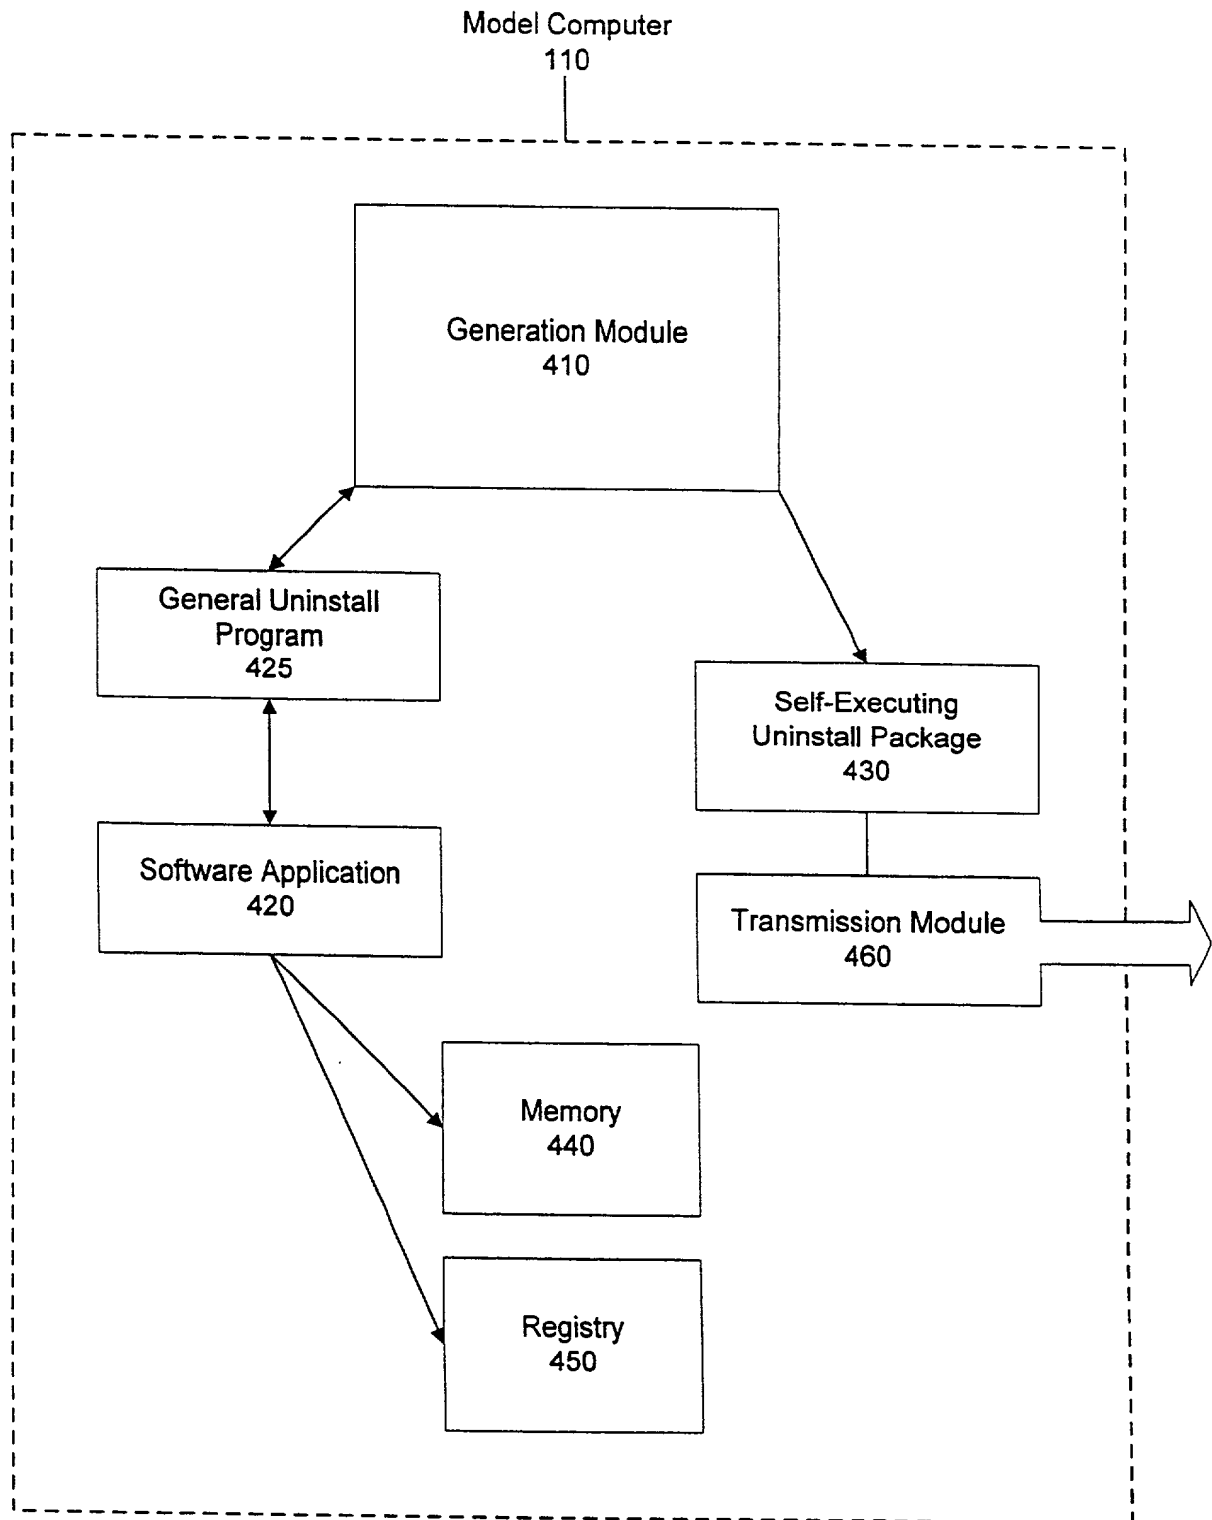 Model Computer
110
Generation Module
410
General Uninstall
Program
425
Self-Executing
Uninstall Package
430
Software Application
420
Transmission Module
460
Memory
440
Registry
450